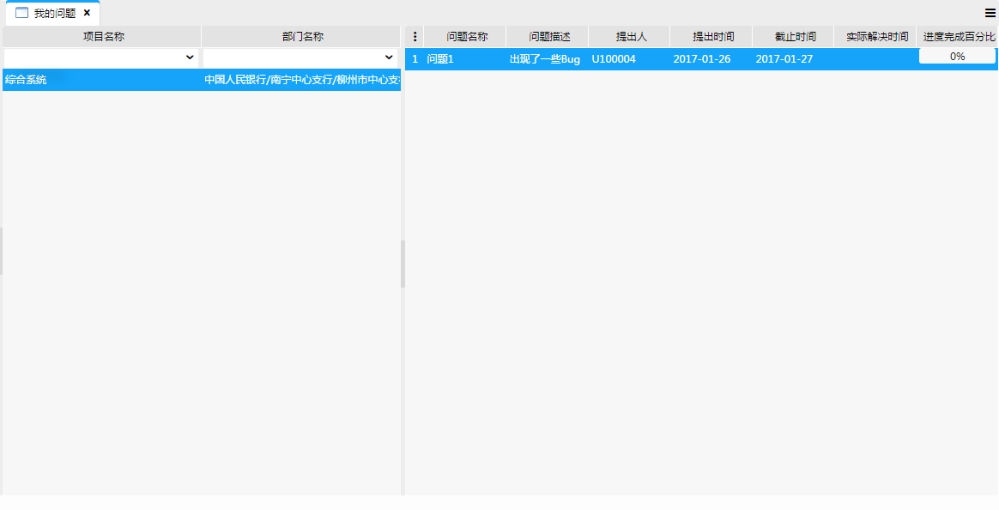 我的问题 ×
项目名称 部门名称
综合系统 中国人民银行/南宁中心支行/柳州市中心支
问题名称 问题描述 提出人 提出时间 截止时间 实际解决时间 进度完成百分比
1 问题1 出现了一些Bug U100004 2017-01-26 2017-01-27 0%